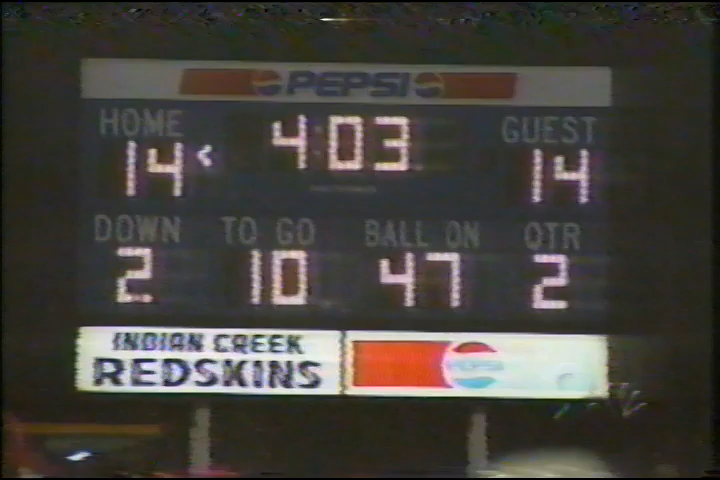 PEPSI
HOME 4:03 GUEST
14 < 14
DOWN TO GO BALL ON QTR
2 10 47 2
INDIAN CREEK
REDSKINS
PEPSI